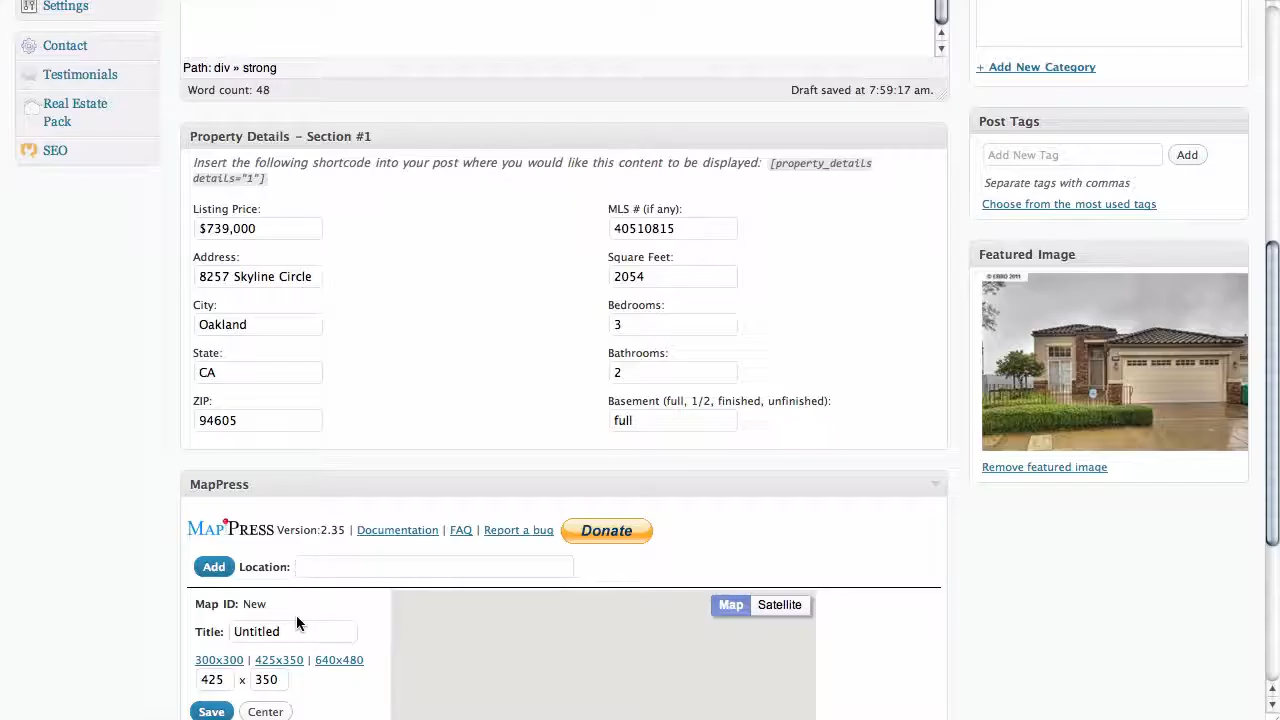 Settings
Contact
Testimonials
Real Estate
Pack
SEO
Path: div » strong
Word count: 48
Draft saved at 7:59:17 am.
Property Details – Section #1
Insert the following shortcode into your post where you would like this content to be displayed: [property_details
details="1"]
Listing Price:
$739,000
Address:
8257 Skyline Circle
City:
Oakland
State:
CA
ZIP:
94605
MLS # (if any):
40510815
Square Feet:
2054
Bedrooms:
3
Bathrooms:
2
Basement (full, 1/2, finished, unfinished):
full
MapPress
MAPPRESS Version:2.35 | Documentation | FAQ | Report a bug Donate
Add Location:
Map ID: New
Title: Untitled
300x300 | 425x350 | 640x480
425 x 350
Save Center
Map Satellite
+ Add New Category
Post Tags
Add New Tag Add
Separate tags with commas
Choose from the most used tags
Featured Image
© EBRD 2011
Remove featured image